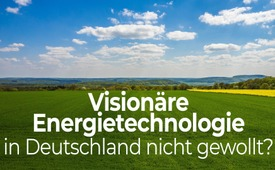 Visionäre
Energietechnologie
in Deutschland nicht gewollt?